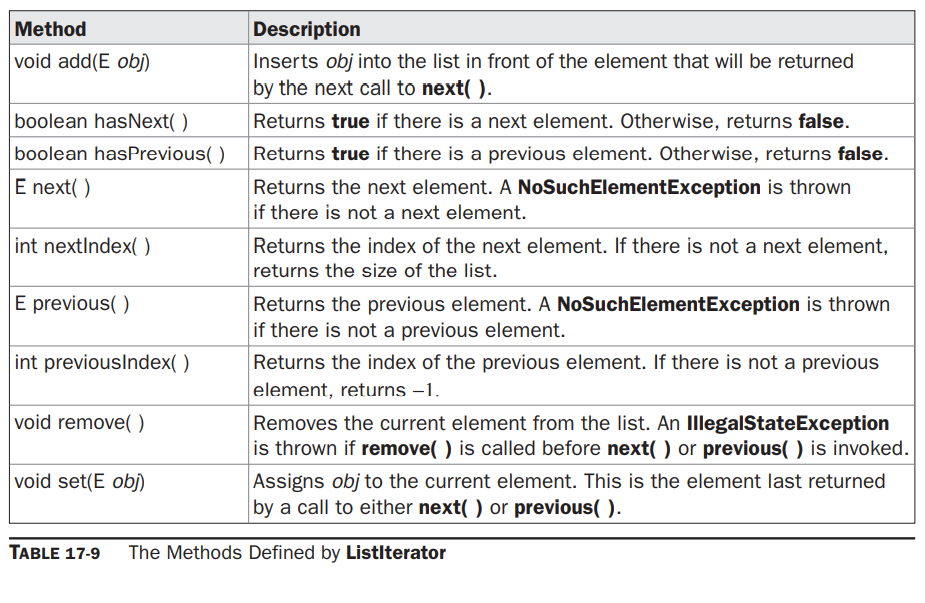 Method Description
void add(E obj) Inserts obj into the list in front of the element that will be returned
by the next call to next( ).
boolean hasNext( ) Returns true if there is a next element. Otherwise, returns false.
boolean hasPrevious( ) Returns true if there is a previous element. Otherwise, returns false.
E next( ) Returns the next element. A NoSuchElementException is thrown
if there is not a next element.
int nextIndex( ) Returns the index of the next element. If there is not a next element,
returns the size of the list.
E previous( ) Returns the previous element. A NoSuchElementException is thrown
if there is not a previous element.
int previousIndex( ) Returns the index of the previous element. If there is not a previous
element, returns –1.
void remove( ) Removes the current element from the list. An IllegalStateException
is thrown if remove( ) is called before next( ) or previous( ) is invoked.
void set(E obj) Assigns obj to the current element. This is the element last returned
by a call to either next( ) or previous( ).
TABLE 17-9 The Methods Defined by ListIterator